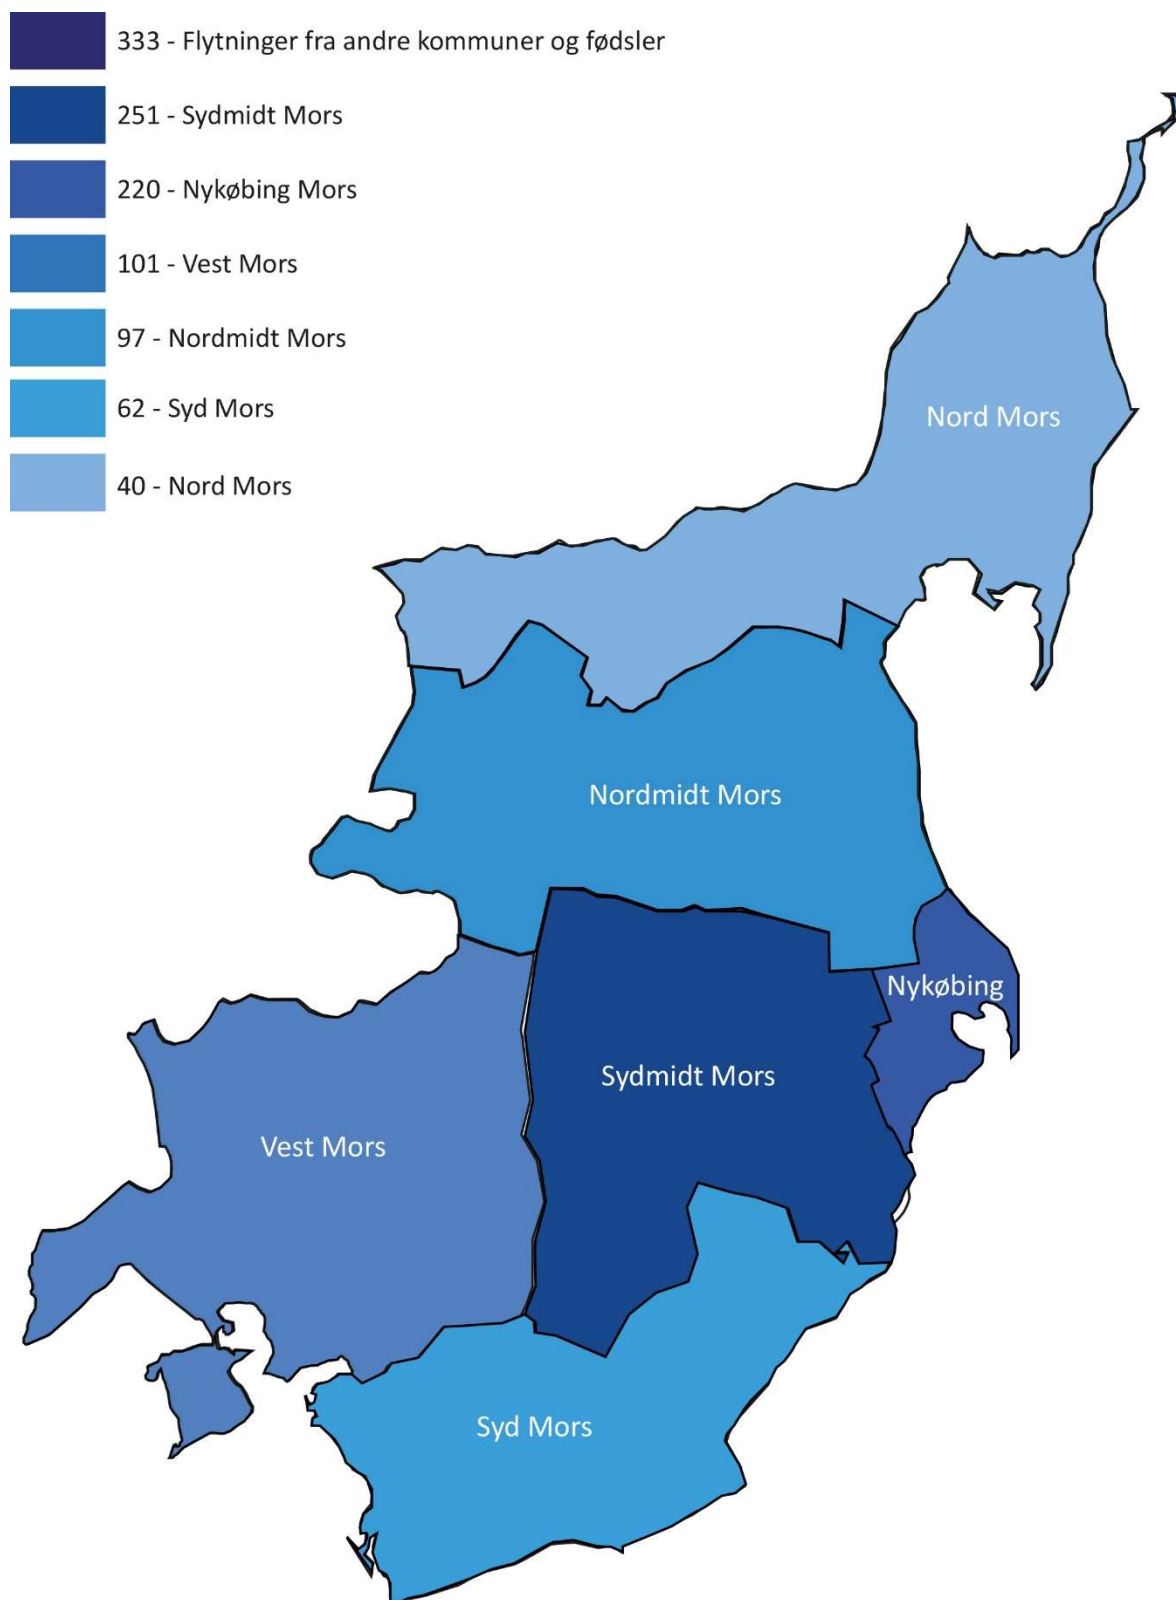 333 - Flytninger fra andre kommuner og fødsler
251 - Sydmidt Mors
220 - Nykøbing Mors
101 - Vest Mors
97 - Nordmidt Mors
62 - Syd Mors
40 - Nord Mors
Nord Mors
Nordmidt Mors
Nykøbing
Sydmidt Mors
Vest Mors
Syd Mors